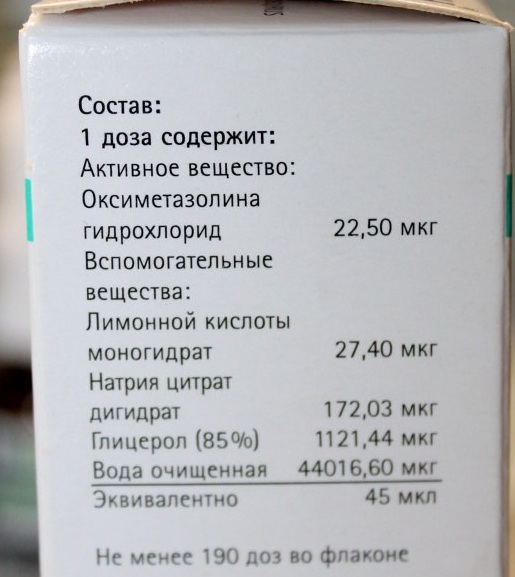 Состав:
1 доза содержит:
Активное вещество:
Оксиметазолина
гидрохлорид 22,50 мкг
Вспомогательные
вещества:
Лимонной кислоты
моногидрат 27,40 мкг
Натрия цитрат
дигидрат 172,03 мкг
Глицерол (85%) 1121,44 мкг
Вода очищенная 44016,60 мкг
Эквивалентно 45 мкл
Не менее 190 доз во флаконе